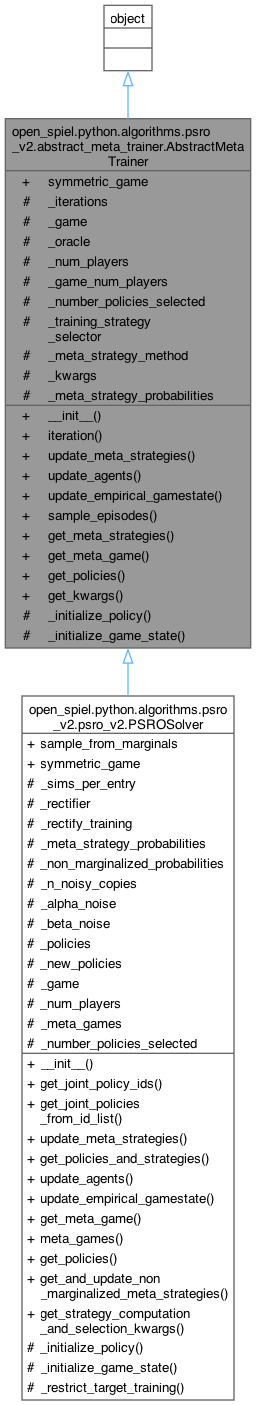 object
open_spiel.python.algorithms.psro
_v2.abstract_meta_trainer.AbstractMeta
Trainer
+ symmetric_game
# _iterations
# _game
# _oracle
# _num_players
# _game_num_players
# _number_policies_selected
# _training_strategy
_selector
# _meta_strategy_method
# _kwargs
# _meta_strategy_probabilities
+ __init__()
+ iteration()
+ update_meta_strategies()
+ update_agents()
+ update_empirical_gamestate()
+ sample_episodes()
+ get_meta_strategies()
+ get_meta_game()
+ get_policies()
+ get_kwargs()
# _initialize_policy()
# _initialize_game_state()
open_spiel.python.algorithms.psro
_v2.psro_v2.PSROSolver
+ sample_from_marginals
+ symmetric_game
# _sims_per_entry
# _rectifier
# _rectify_training
# _meta_strategy_probabilities
# _non_marginalized_probabilities
# _n_noisy_copies
# _alpha_noise
# _beta_noise
# _policies
# _new_policies
# _game
# _num_players
# _meta_games
# _number_policies_selected
+ __init__()
+ get_joint_policy_ids()
+ get_joint_policies
_from_id_list()
+ update_meta_strategies()
+ get_policies_and_strategies()
+ update_agents()
+ update_empirical_gamestate()
+ get_meta_game()
+ meta_games()
+ get_policies()
+ get_and_update_non
_marginalized_meta_strategies()
+ get_strategy_computation
_and_selection_kwargs()
# _initialize_policy()
# _initialize_game_state()
# _restrict_target_training()